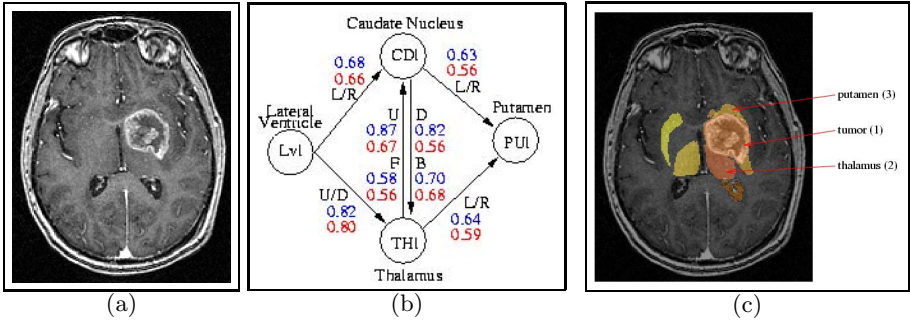 Caudate Nucleus
CDl
0.68
0.66
L/R
0.63
0.56
L/R
Lateral
Ventricle
Lvl
Putamen
PUl
U D
0.87 0.82
0.67 0.56
F B
0.58 0.70
0.56 0.68
U/D
0.82
0.80
L/R
0.64
0.59
THl
Thalamus
putamen (3)
tumor (1)
thalamus (2)
(a)
(b)
(c)